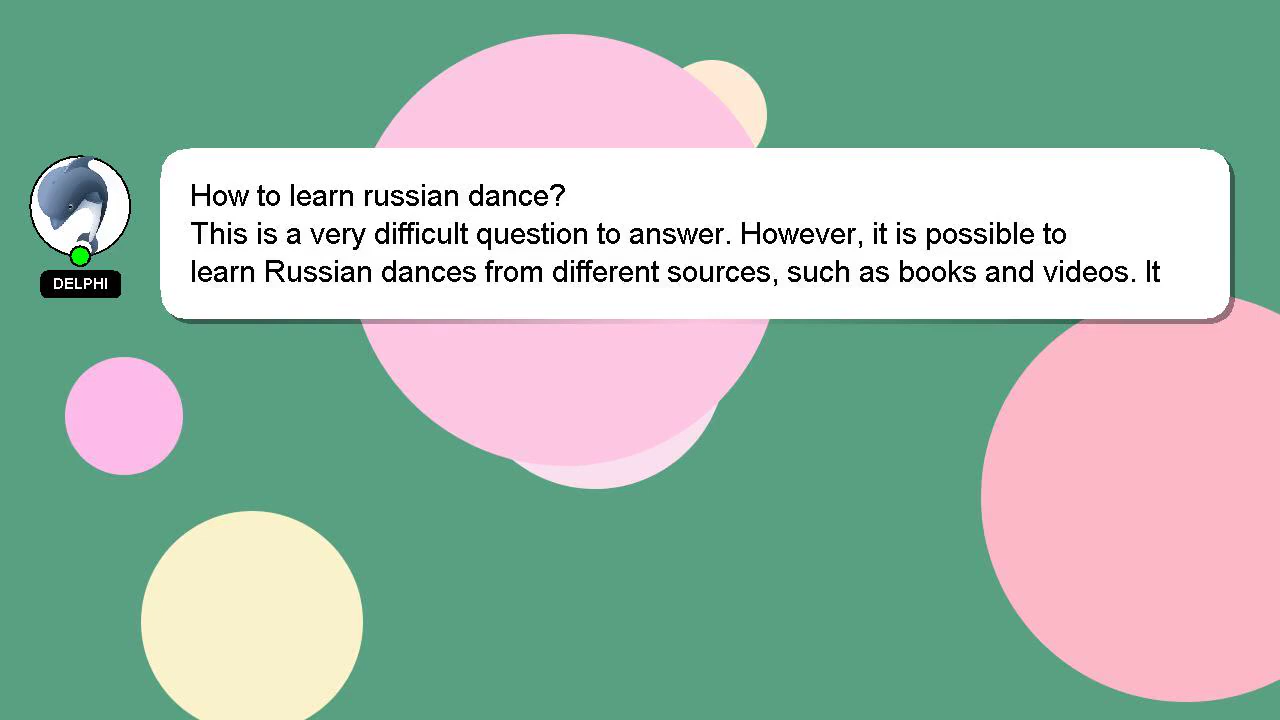 How to learn russian dance?
This is a very difficult question to answer. However, it is possible to
learn Russian dances from different sources, such as books and videos. It
DELPHI